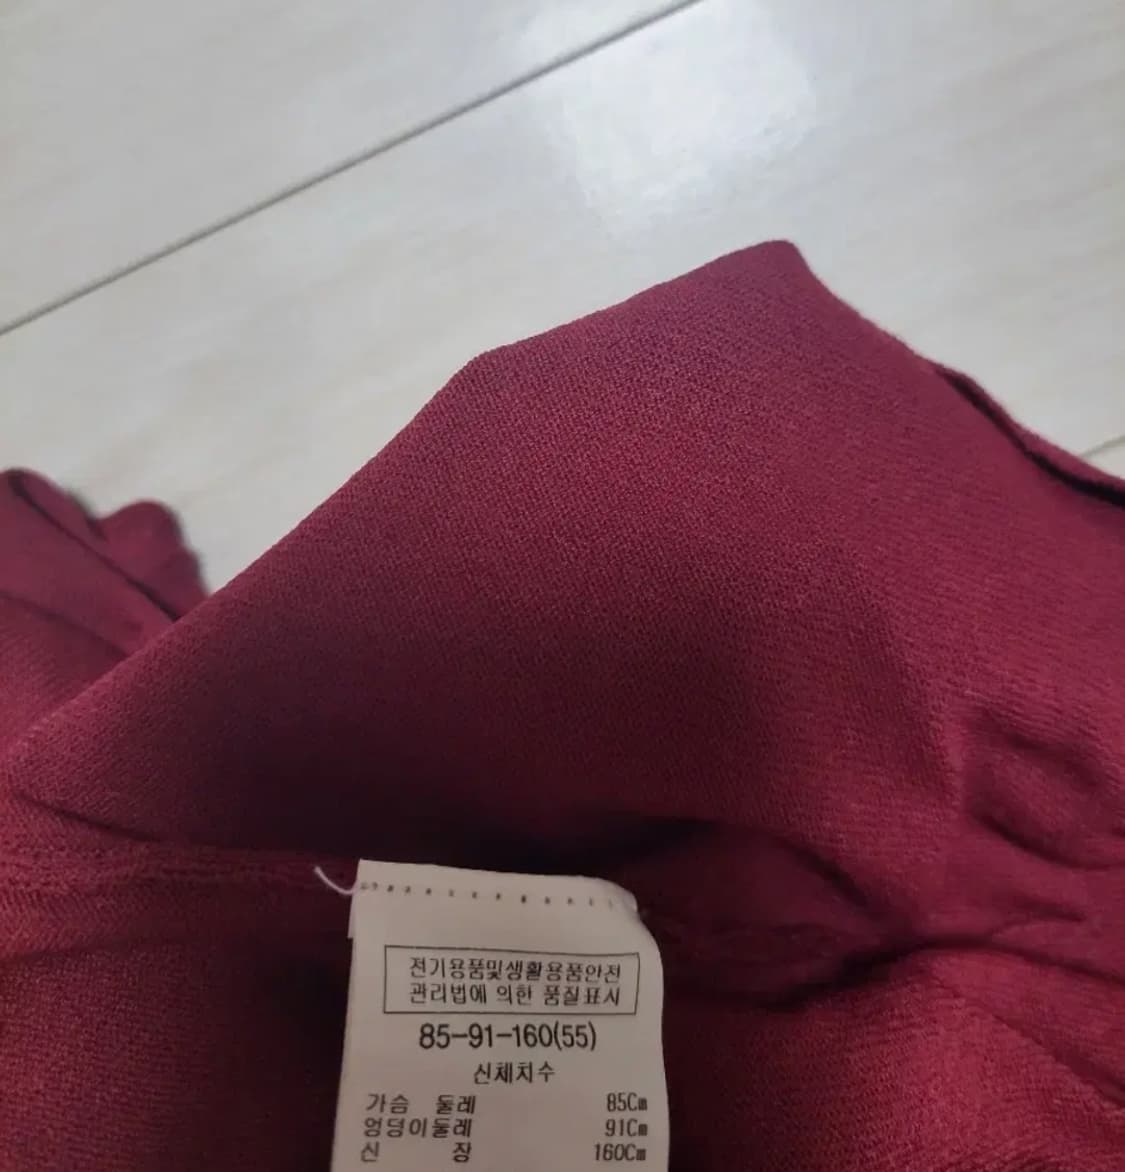 전기용품및생활용품안전
관리법에 의한 품질표시
85-91-160(55)
신체치수
가슴 둘레 85Cm
엉덩이둘레 91Cm
신 장 160Cm